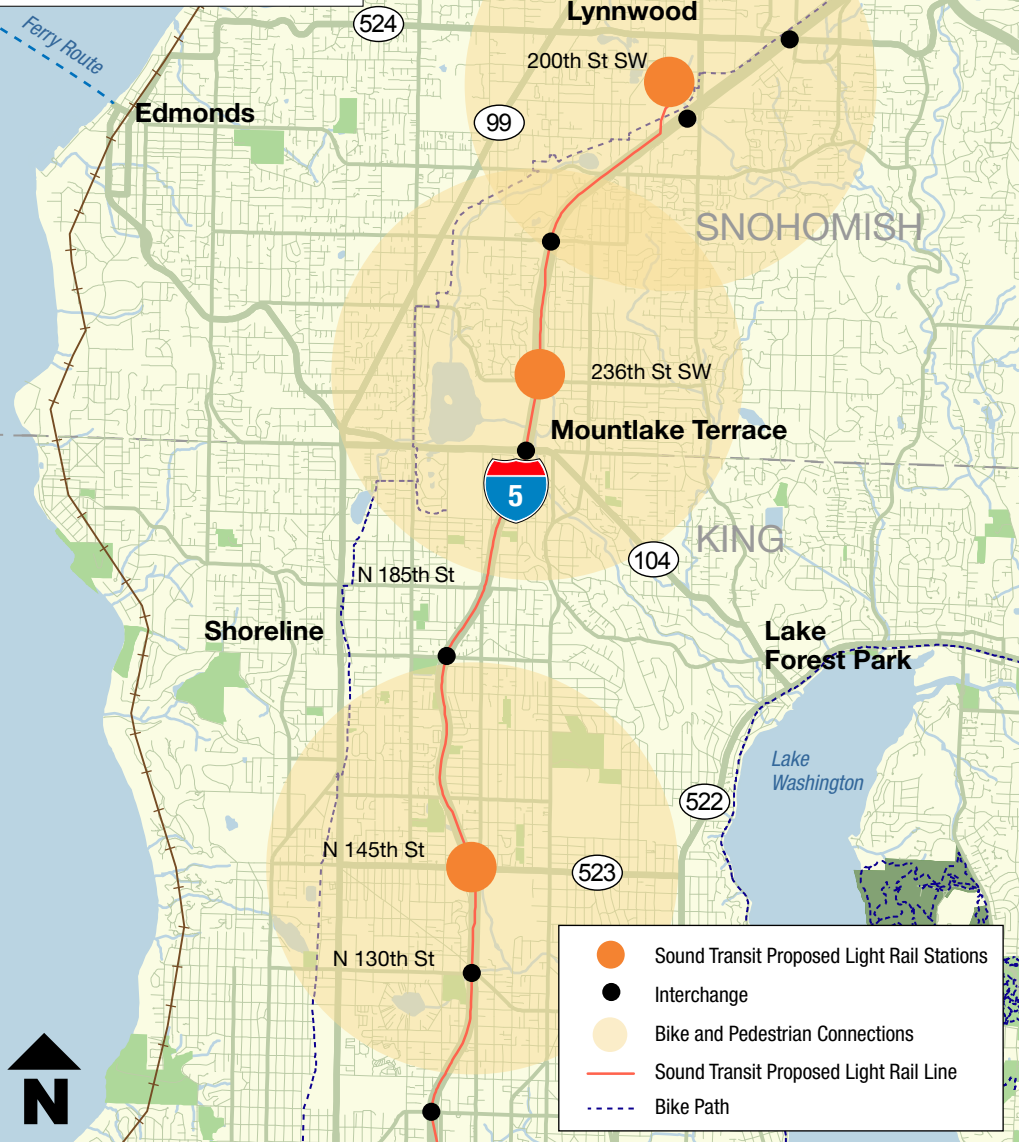 Lynnwood
524
Ferry Route
200th St SW
Edmonds
99
SNOHOMISH
236th St SW
Mountlake Terrace
5
KING
104
N 185th St
Shoreline
Lake
Forest Park
Lake
Washington
522
N 145th St
523
N 130th St
Sound Transit Proposed Light Rail Stations
Interchange
Bike and Pedestrian Connections
Sound Transit Proposed Light Rail Line
Bike Path
N